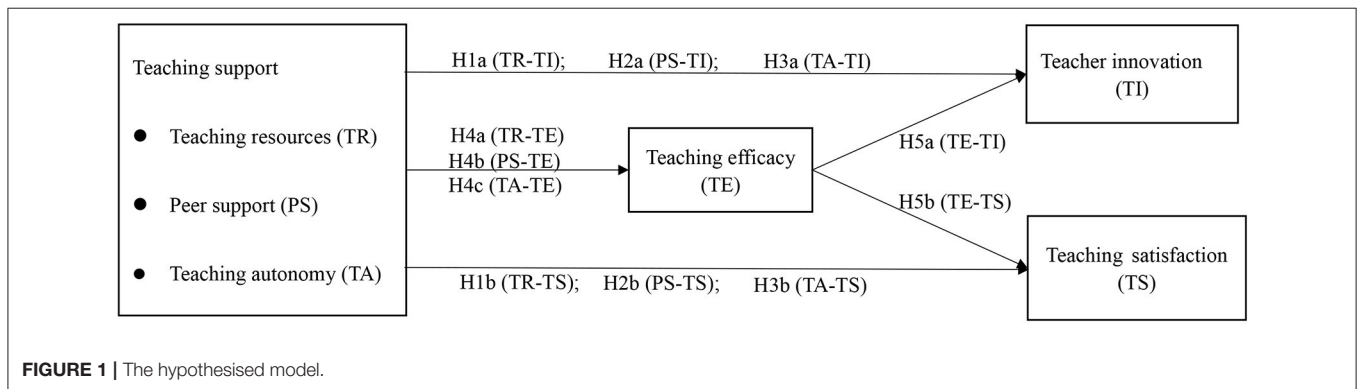 Teaching support
● Teaching resources (TR)
● Peer support (PS)
● Teaching autonomy (TA)
H1a (TR-TI); H2a (PS-TI); H3a (TA-TI)
H4a (TR-TE)
H4b (PS-TE)
H4c (TA-TE)
H1b (TR-TS); H2b (PS-TS); H3b (TA-TS)
Teaching efficacy
(TE)
H5a (TE-TI)
H5b (TE-TS)
Teacher innovation
(TI)
Teaching satisfaction
(TS)
FIGURE 1 | The hypothesised model.